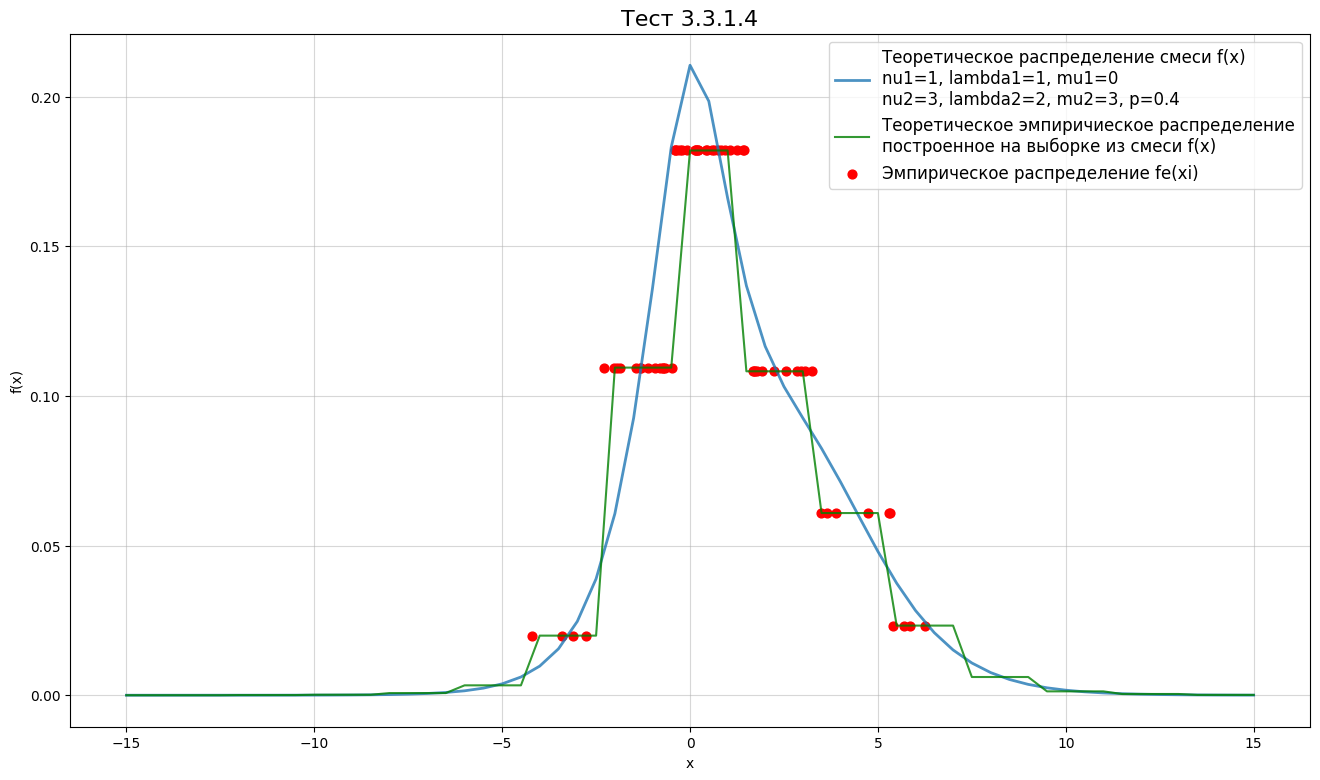 Тест 3.3.1.4
Теоретическое распределение смеси f(x)
nu1=1, lambda1=1, mu1=0
nu2=3, lambda2=2, mu2=3, p=0.4
Теоретическое эмпиричиеское распределение
построенное на выборке из смеси f(x)
Эмпирическое распределение fe(xi)
f(x)
0.20
0.15
0.10
0.05
0.00
−15
−10
−5
0
5
10
15
x